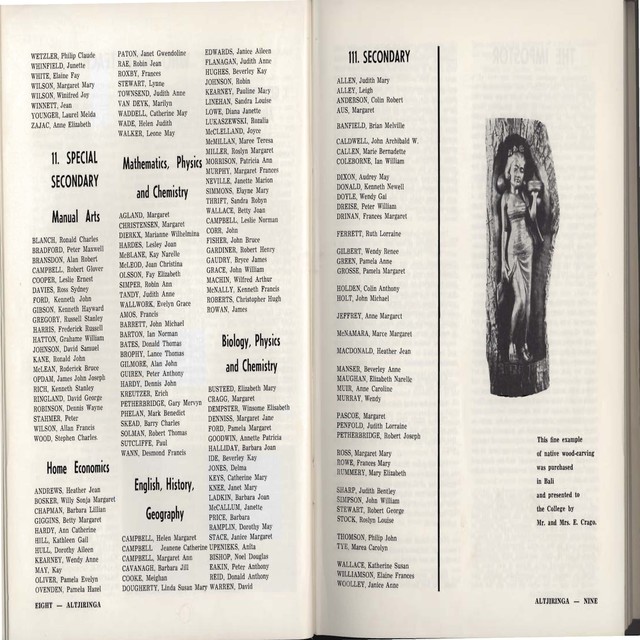 WETZLER, Philip Claude
WHINFIELD, Junette
WHITE, Elaine Fay
WILSON, Margaret Mary
WILSON, Winifred Joy
WINNETT, Jean
YOUNGER, Laurel Melda
ZAJAC, Anne Elizabeth
11. SPECIAL
SECONDARY
Manual Arts
BLANCH, Ronald Charles
BRADFORD, Peter Maxwell
BRANSDON, Alan Robert
CAMPBELL, Robert Glover
COOPER, Leslie Ernest
DAVIES, Ross Sydney
FORD, Kenneth John
GIBSON, Kenneth Hayward
GREGORY, Russell Stanley
HARRIS, Frederick Russell
HATTON, Grahame William
JOHNSON, David Samuel
KANE, Ronald John
McLEAN, Roderick Bruce
OPDAM, James John Joseph
RICH, Kenneth Stanley
RINGLAND, David George
ROBINSON, Dennis Wayne
STAHMER, Peter
WILSON, Allan Francis
WOOD, Stephen Charles
Home Economics
ANDREWS, Heather Jean
BOSKER, Willy Sonja Margaret
CHAPMAN, Barbara Lillian
GIGGINS, Betty Margaret
HARDY, Ann Catherine
HILL, Kathleen Gail
HULL, Dorothy Aileen
KEARNEY, Wendy Anne
MAY, Kay
OLIVER, Pamela Evelyn
OVENDEN, Pamela Hazel
EIGHT — ALTJIRINGA
PATON, Janet Gwendoline
RAE, Robin Jean
ROXBY, Frances
STEWART, Lynne
TOWNSEND, Judith Anne
VAN DEYK, Marilyn
WADDELL, Catherine May
WADE, Helen Judith
WALKER, Leone May
Mathematics, Physics
and Chemistry
AGLAND, Margaret
CHRISTENSEN, Margaret
DIERKX, Marianne Wilhelmina
HARDES, Lesley Joan
McBLANE, Kay Narelle
McLEOD, Joan Christina
OLSSON, Fay Elizabeth
SIMPER, Robin Ann
TANDY, Judith Anne
WALLWORK, Evelyn Grace
AMOS, Francis
BARRETT, John Michael
BARTON, Ian Norman
BATES, Donald Thomas
BROPHY, Lance Thomas
GILMORE, Alan John
GUIREN, Peter Anthony
HARDY, Dennis John
KREUTZER, Erich
PETHERBRIDGE, Gary Mervyn
PHELAN, Mark Benedict
SKEAD, Barry Charles
SOLMAN, Robert Thomas
SUTCLIFFE, Paul
WANN, Desmond Francis
English, History,
Geography
CAMPBELL, Helen Margaret
CAMPBELL Jeanene Catherine
CAMPBELL, Margaret Ann
CAVANAGH, Barbara Jill
COOKE, Meighan
DOUGHERTY, Linda Susan Mary
EDWARDS, Janice Aileen
FLANAGAN, Judith Anne
HUGHES, Beverley Kay
JOHNSON, Robin
KEARNEY, Pauline Mary
LINEHAN, Sandra Louise
LOWE, Diana Janette
LUKASZEWSKI, Rozalia
McCLELLAND, Joyce
McMILLAN, Maree Teresa
MILLER, Roslyn Margaret
MORRISON, Patricia Ann
MURPHY, Margaret Frances
NEVILLE, Janette Marion
SIMMONS, Elayne Mary
THRIFT, Sandra Robyn
WALLACE, Betty Joan
CAMPBELL, Leslie Norman
CORR, John
FISHER, John Bruce
GARDINER, Robert Henry
GAUDRY, Bryce James
GRACE, John William
MACHIN, Wilfred Arthur
McNALLY, Kenneth Francis
ROBERTS, Christopher Hugh
ROWAN, James
Biology, Physics
and Chemistry
BUSTEED, Elizabeth Mary
CRAGG, Margaret
DEMPSTER, Winsome Elisabeth
DENNISS, Margaret Jane
FORD, Pamela Margaret
GOODWIN, Annette Patricia
HALLIDAY, Barbara Joan
IDE, Beverley Kay
JONES, Delma
KEYS, Catherine Mary
KNEE, Janet Mary
LADKIN, Barbara Joan
McCALLUM, Janette
PRICE, Barbara
RAMPLIN, Dorothy May
STACE, Janice Margaret
UPENIEKS, Anita
BISHOP, Noel Douglas
EAKIN, Peter Anthony
REID, Donald Anthony
WARREN, David
111. SECONDARY
ALLEN, Judith Mary
ALLEY, Leigh
ANDERSON, Colin Robert
AUS, Margaret
BANFIELD, Brian Melville
CALDWELL, John Archibald W.
CALLEN, Marie Bernadette
COLEBORNE, Ian William
DIXON, Audrey May
DONALD, Kenneth Newell
DOYLE, Wendy Gai
DREISE, Peter William
DRINAN, Frances Margaret
FERRETT, Ruth Lorraine
GILBERT, Wendy Renee
GREEN, Pamela Anne
GROSSE, Pamela Margaret
HOLDEN, Colin Anthony
HOLT, John Michael
JEFFREY, Anne Margarct
McNAMARA, Maree Margaret
MACDONALD, Heather Jean
MANSER, Beverley Anne
MAUGHAN, Elizabeth Narelle
MUIR, Anne Caroline
MURRAY, Wendy
PASCOE, Margaret
PENFOLD, Judith Lorraine
PETHERBRIDGE, Robert Joseph
ROSS, Margaret Mary
ROWE, Frances Mary
RUMMERY, Mary Elizabeth
SHARP, Judith Bentley
SIMPSON, John William
STEWART, Robert George
STOCK, Roslyn Louise
THOMSON, Philip John
TYE, Marea Carolyn
WALLACE, Katherine Susan
WILLIAMSON, Elaine Frances
WOOLLEY, Janice Anne
This fine example
of native wood-carving
was purchased
in Bali
and presented to
the College by
Mr. and Mrs. E. Crago.
ALTJIRINGA — NINE